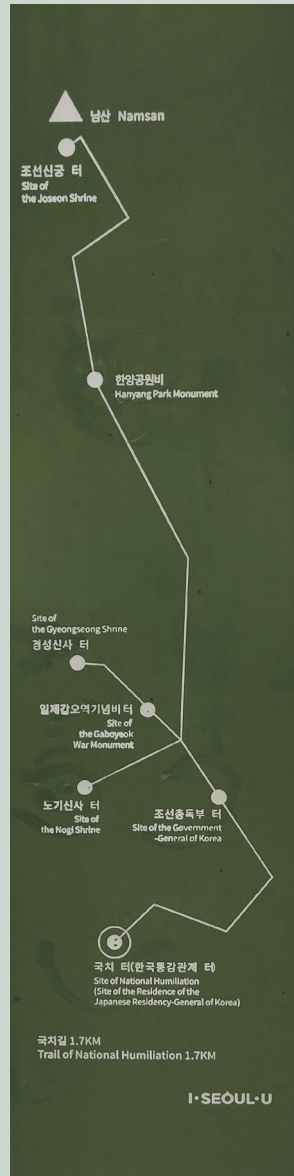 남산 Namsan
조선신궁 터
Site of
the Joseon Shrine
한양공원비
Hanyang Park Monument
Site of
the Gyeongseong Shrine
경성신사 터
일제갑오역기념비 터
Site of
the Gaboyeok
War Monument
노기신사 터
Site of
the Nogi Shrine
조선총독부 터
Site of the Government
-General of Korea
국치 터(한국통감관저 터)
Site of National Humiliation
(Site of the Residence of the
Japanese Residency-General of Korea)
국치길 1.7KM
Trail of National Humiliation 1.7KM
I·SEOUL·U